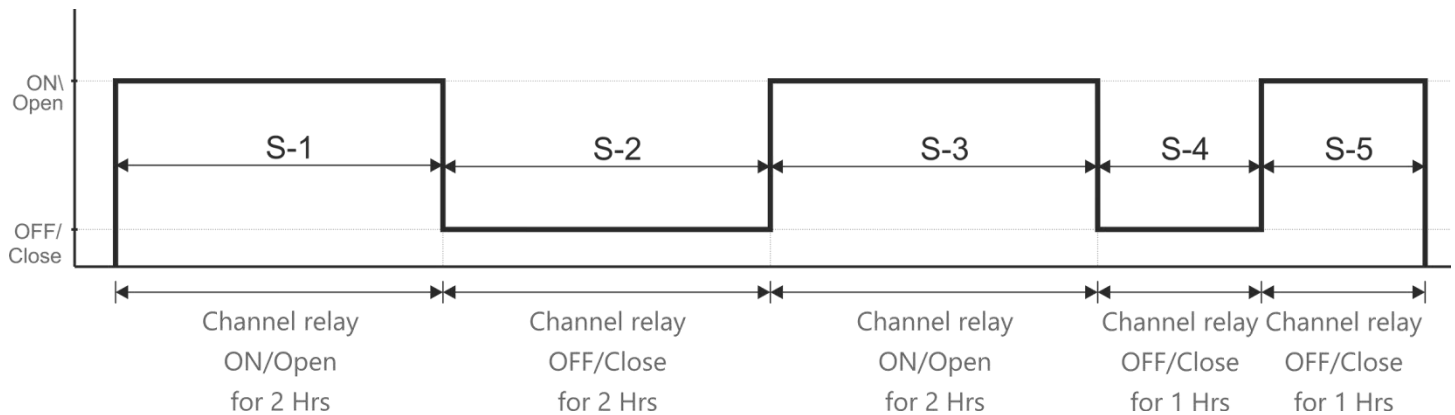 ON\
Open
S-1
S-2
S-3
S-4
S-5
OFF/
Close
Channel relay
ON/Open
for 2 Hrs
Channel relay
OFF/Close
for 2 Hrs
Channel relay
ON/Open
for 2 Hrs
Channel relay
OFF/Close
for 1 Hrs
Channel relay
OFF/Close
for 1 Hrs